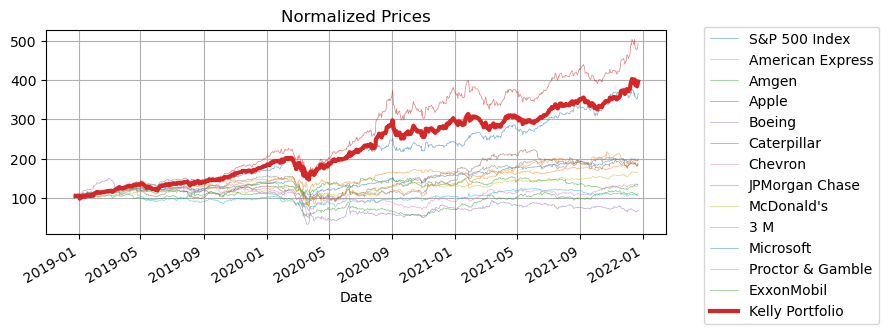 Normalized Prices
500
400
300
200
100
2019-01
2019-05
2019-09
2020-01
2020-05
2020-09
2021-01
2021-05
2021-09
2022-01
Date
S&P 500 Index
American Express
Amgen
Apple
Boeing
Caterpillar
Chevron
JPMorgan Chase
McDonald's
3 M
Microsoft
Proctor & Gamble
ExxonMobil
Kelly Portfolio